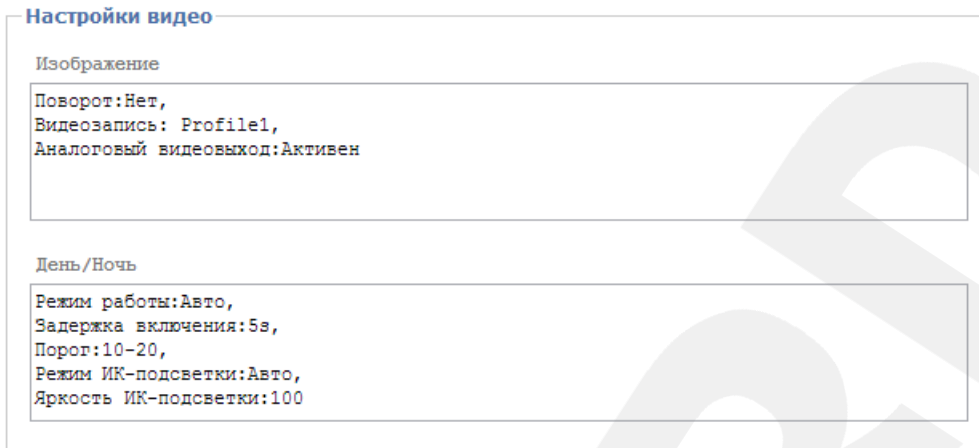 Настройки видео
Изображение
Поворот:Нет,
Видеозапись: Profile1,
Аналоговый видеовыход:Активен
День/Ночь
Режим работы:Авто,
Задержка включения:5s,
Порог:10-20,
Режим ИК-подсветки:Авто,
Яркость ИК-подсветки:100